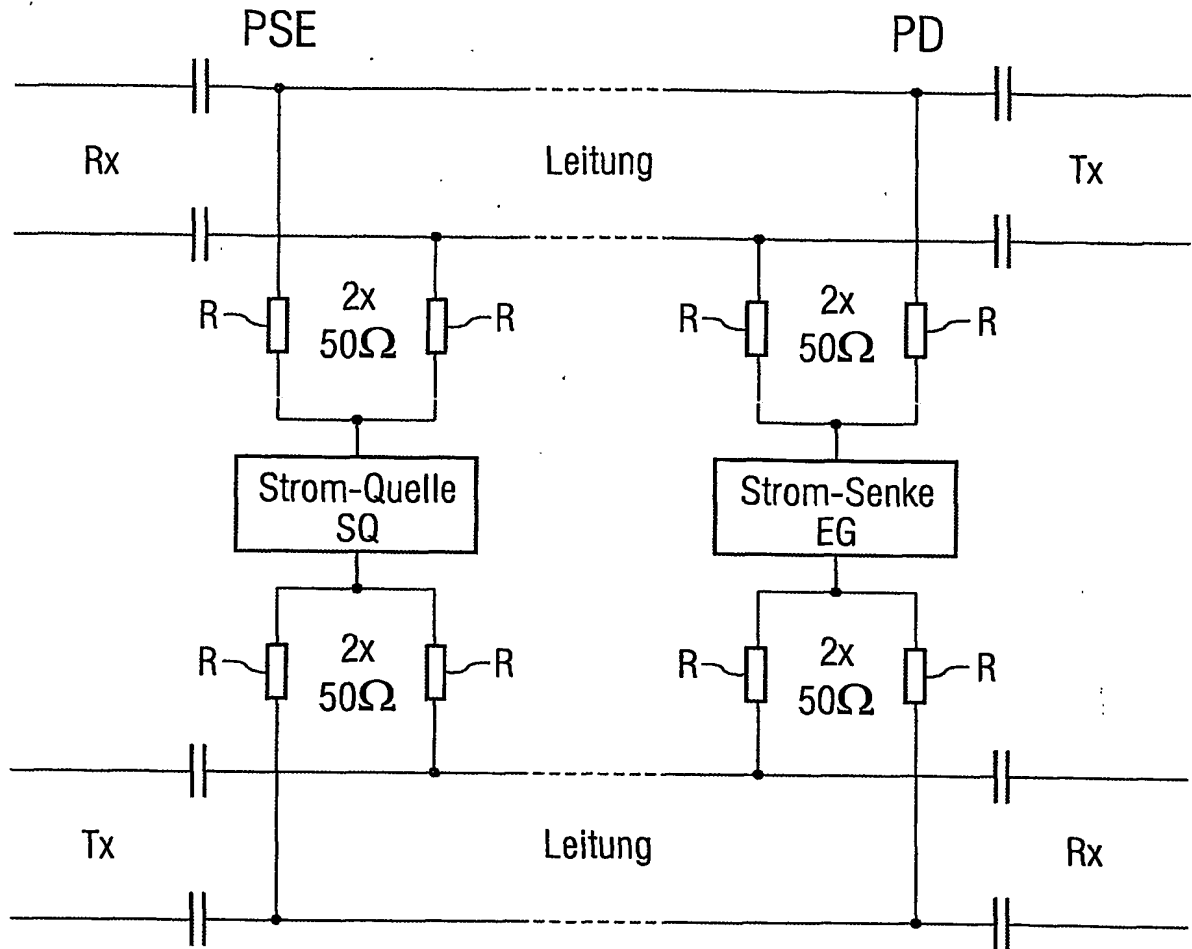 PSE PD
Rx Leitung Tx
R 2x 50Ω R R 2x 50Ω R
Strom-Quelle SQ
Strom-Senke EG
R 2x 50Ω R R 2x 50Ω R
Tx Leitung Rx